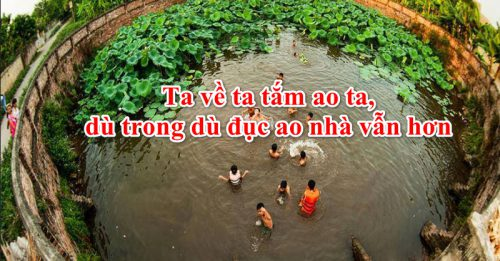 Ta về ta tắm ao ta,
dù trong dù đục ao nhà vẫn hơn